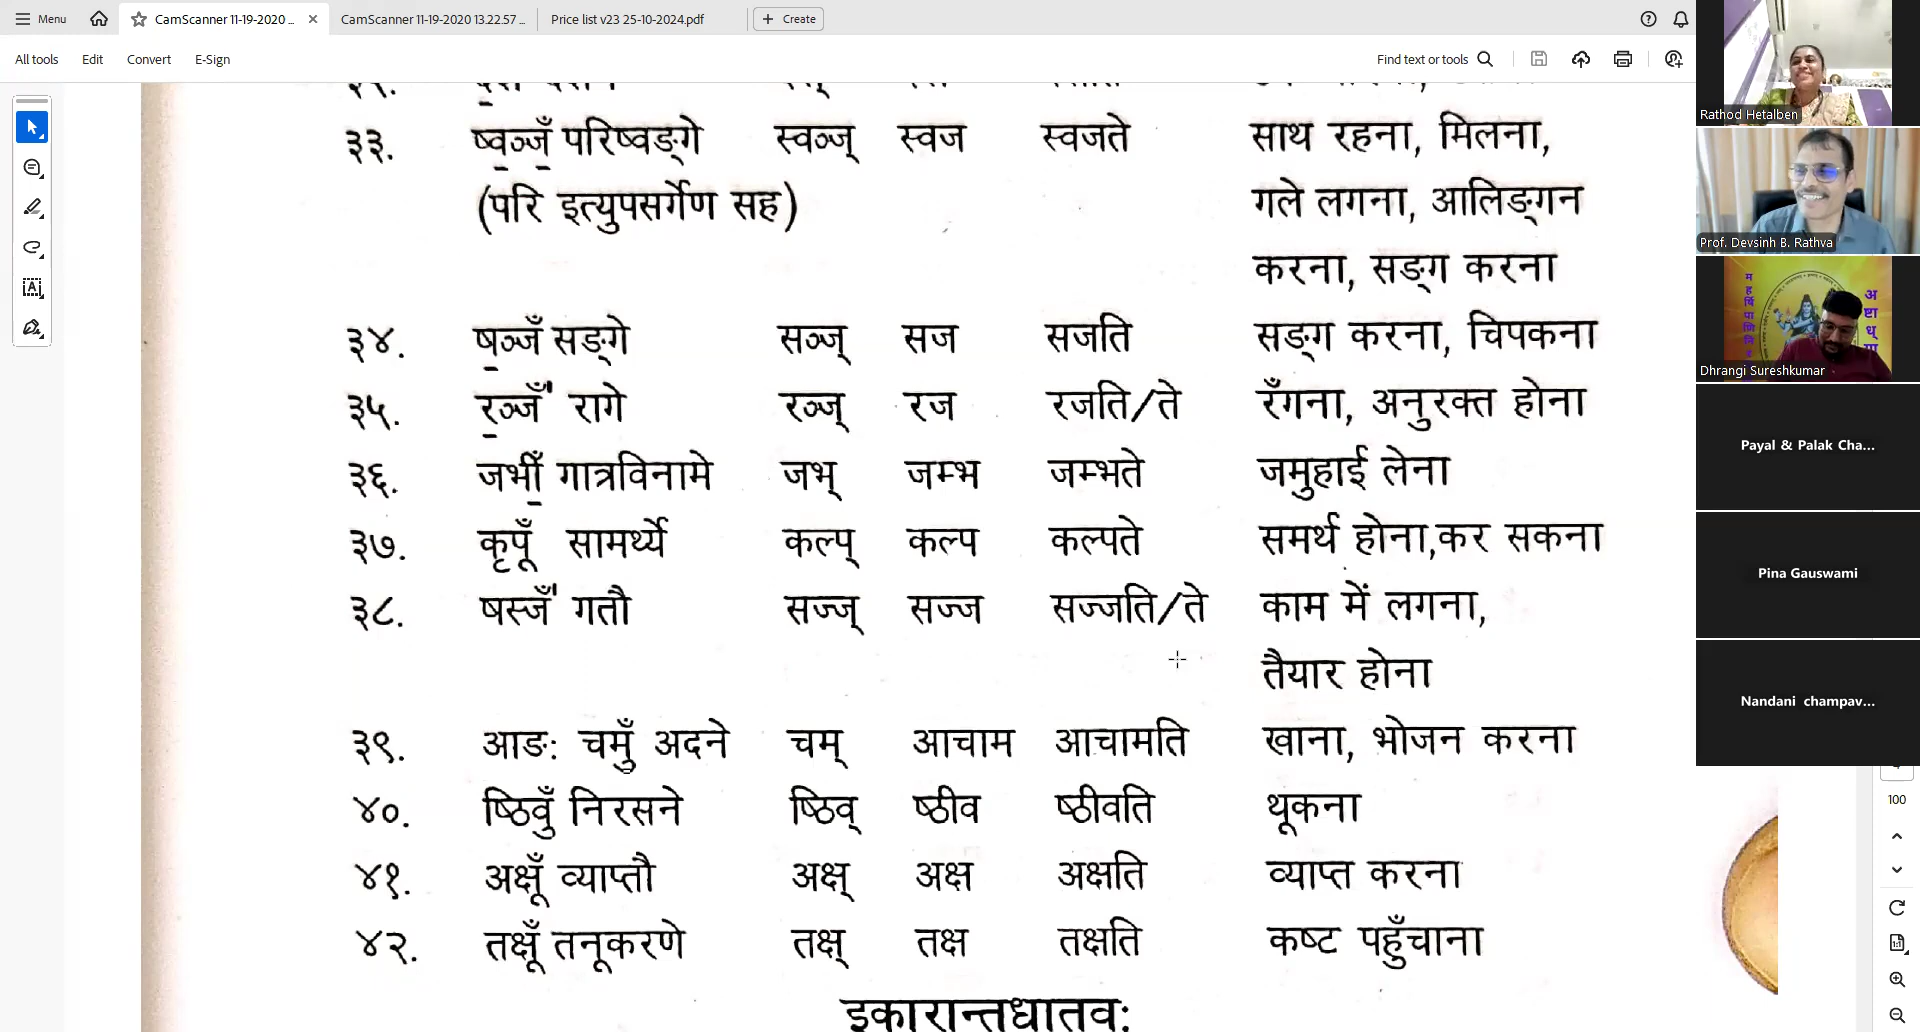 Menu CamScanner 11-19-2020 ... CamScanner 11-19-2020 13.22.57 ... Price list v23 25-10-2024.pdf Create
All tools Edit Convert E-Sign Find text or tools
३३. ष्वञ्जँ परिष्वङ्गे स्वञ्ज् स्वज स्वजते साथ रहना, मिलना,
(परि इत्युपसर्गेण सह) गले लगना, आलिङ्गन
करना, सङ्ग करना
३४. षञ्जँ सङ्गे सञ्ज् सज सजति सङ्ग करना, चिपकना
३५. रञ्जँ' रागे रञ्ज् रज रजति/ते रँगना, अनुरक्त होना
३६. जभीँ गात्रविनामे जभ् जम्भ जम्भते जमुहाई लेना
३७. कृपूँ सामर्थ्ये कल्प् कल्प कल्पते समर्थ होना,कर सकना
३८. षस्जँ' गतौ सज्ज् सज्ज सज्जति/ते काम में लगना,
तैयार होना
३९. आङः चमुँ अदने चम् आचाम आचामति खाना, भोजन करना
४०. ष्ठिवुँ निरसने ष्ठिव् ष्ठीव ष्ठीवति थूकना
४१. अक्षूँ व्याप्तौ अक्ष् अक्ष अक्षति व्याप्त करना
४२. तक्षूँ तनूकरणे तक्ष् तक्ष तक्षति कष्ट पहुँचाना
इकारान्तधातवः
Rathod Hetalben
Prof. Devsinh B. Rathva
महर्षि पाणिनि
अष्टाध्या
Dhrangi Sureshkumar
Payal & Palak Cha...
Pina Gauswami
Nandani champav...
100